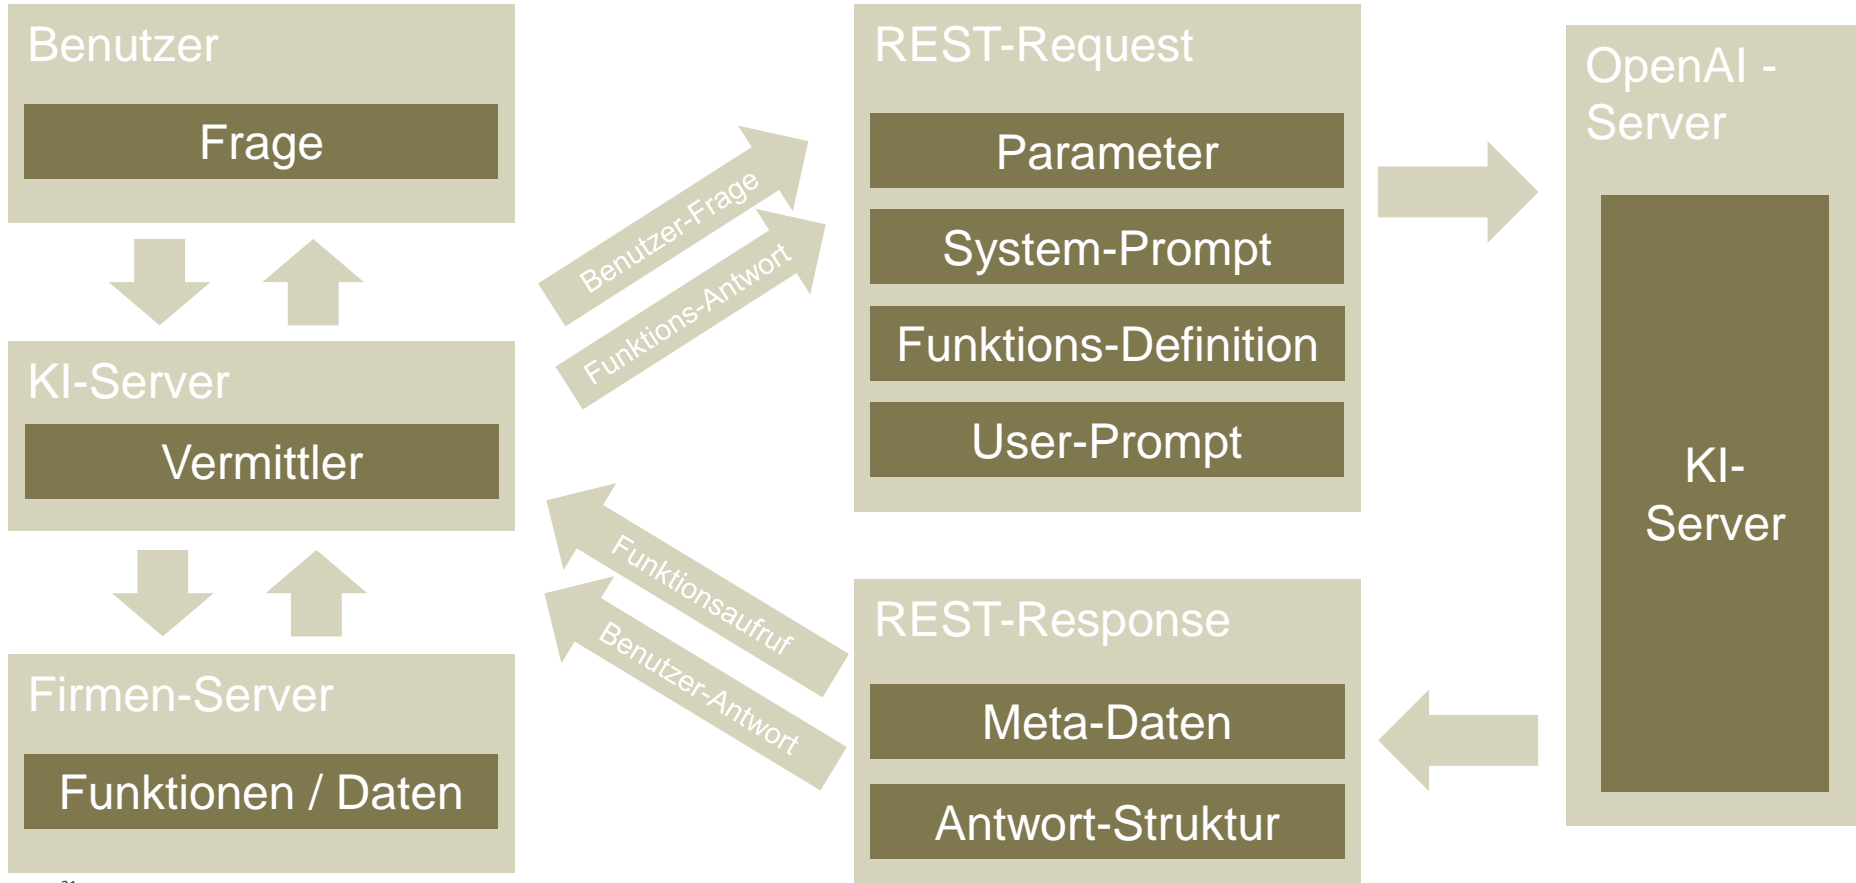 Benutzer
Frage
KI-Server
Vermittler
Firmen-Server
Funktionen / Daten
Benutzer-Frage
Funktions-Antwort
Funktionsaufruf
Benutzer-Antwort
REST-Request
Parameter
System-Prompt
Funktions-Definition
User-Prompt
REST-Response
Meta-Daten
Antwort-Struktur
OpenAI -
Server
KI-
Server